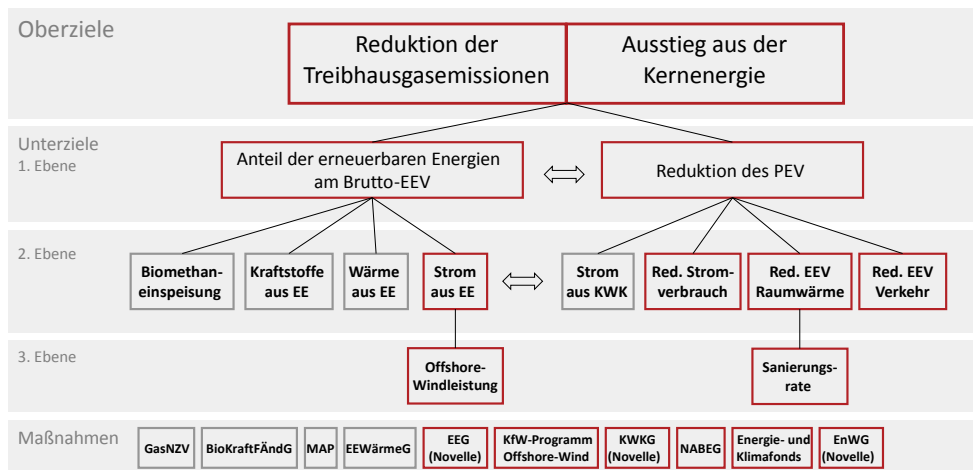 Oberziele
Reduktion der
Treibhausgasemissionen
Ausstieg aus der
Kernenergie
Unterziele
1. Ebene
Anteil der erneuerbaren Energien
am Brutto-EEV
Reduktion des PEV
2. Ebene
Biomethan-
einspeisung
Kraftstoffe
aus EE
Wärme
aus EE
Strom
aus EE
Strom
aus KWK
Red. Strom-
verbrauch
Red. EEV
Raumwärme
Red. EEV
Verkehr
3. Ebene
Offshore-
Windleistung
Sanierungs-
rate
Maßnahmen
GasNZV
BioKraftFÄndG
MAP
EEWärmeG
EEG
(Novelle)
KfW-Programm
Offshore-Wind
KWKG
(Novelle)
NABEG
Energie- und
Klimafonds
EnWG
(Novelle)